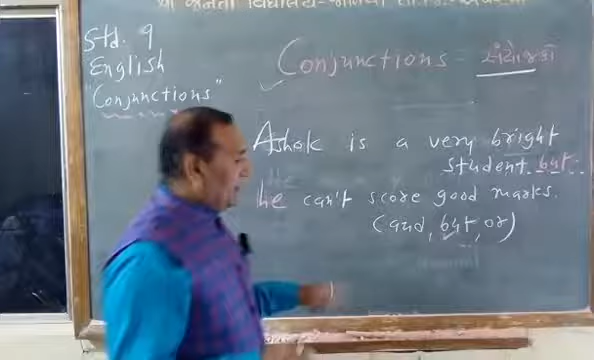 Std. 9
English
"Conjunctions"
Conjunctions = સંયોજકો
Ashok is a very bright
student. but.
he can't score good marks.
(and, but, or)